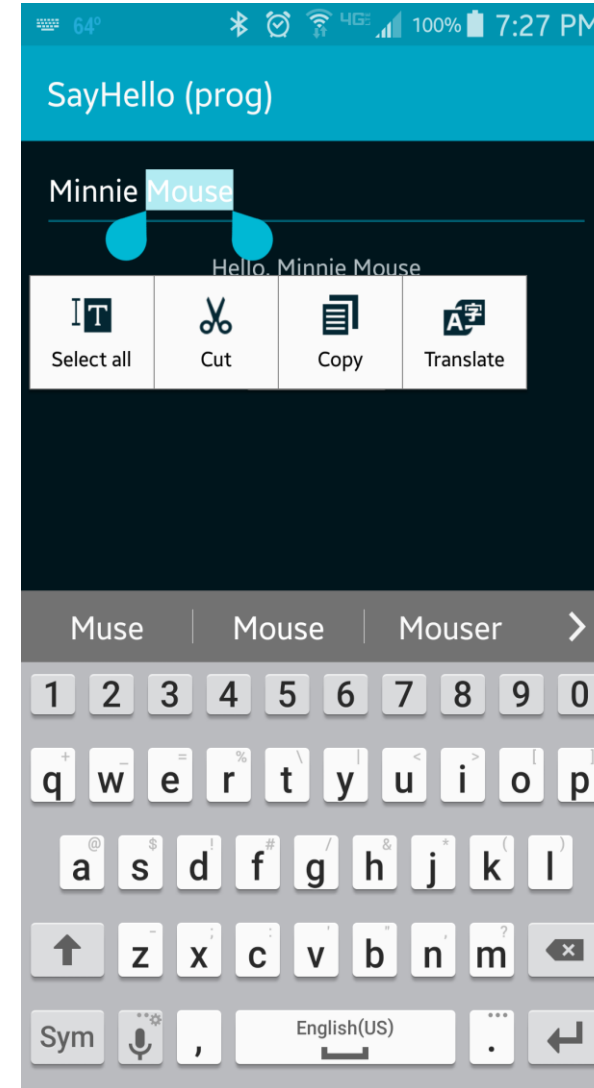 64° 4GE 100% 7:27 PM
SayHello (prog)
Minnie Mouse
Hello, Minnie Mouse
Select all Cut Copy Translate
Muse Mouse Mouser >
1 2 3 4 5 6 7 8 9 0
+ _ = % \ | < > [ ]
q w e r t y u i o p
@ $ ! # / & * ( )
a s d f g h j k l
- ; : ' " , ?
z x c v b n m
Sym , English(US) .